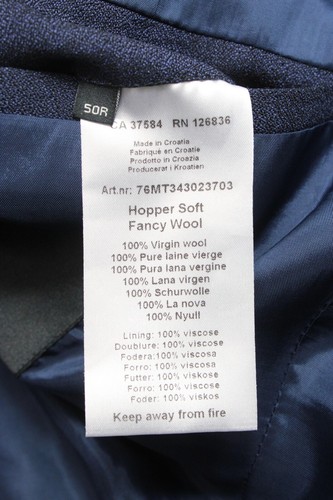 50R
CA 37584 RN 126836
Made in Croatia
Fabriqué en Croatie
Prodotto in Croazia
Producerat i Kroatien
Art.nr: 76MT343023703
Hopper Soft
Fancy Wool
100% Virgin wool
100% Pure laine vierge
100% Pura lana vergine
100% Lana virgen
100% Schurwolle
100% La nova
100% Nyull
Lining: 100% viscose
Doublure: 100% viscose
Fodera: 100% viscosa
Forro: 100% viscosa
Futter: 100% viskose
Forro: 100% viscose
Foder: 100% viskos
Keep away from fire